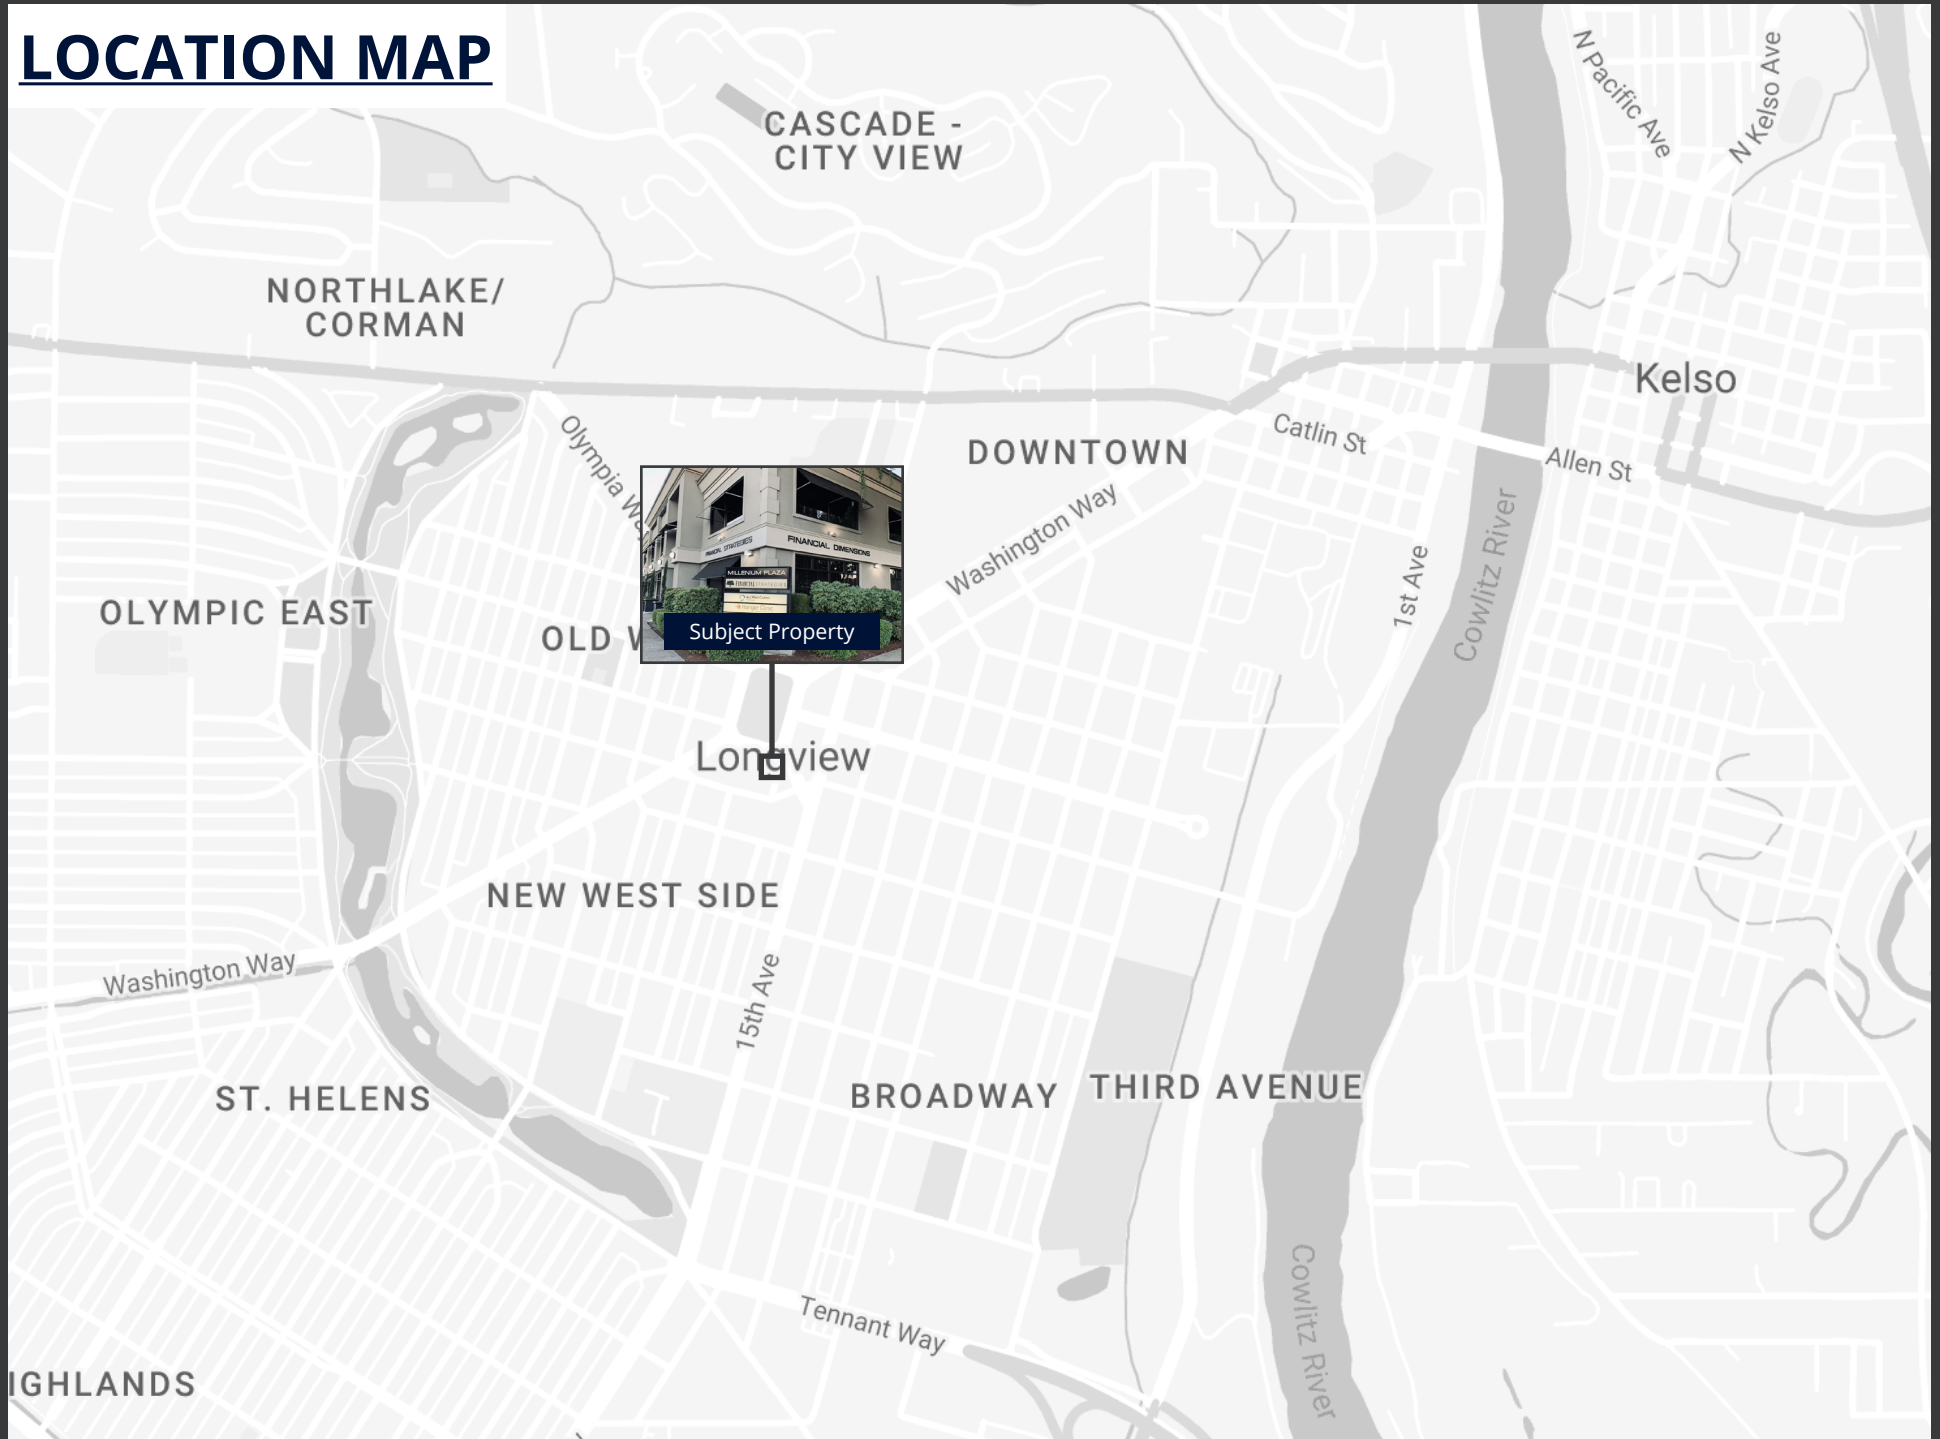 LOCATION MAP
N Pacific Ave
N Kelso Ave
CASCADE -
CITY VIEW
NORTHLAKE/
CORMAN
Kelso
Olympia Way
DOWNTOWN
Catlin St
Allen St
Washington Way
Cowlitz River
1st Ave
FINANCIAL STRATEGIES
FINANCIAL DIMENSIONS
MILLENIUM PLAZA
Subject Property
OLYMPIC EAST
OLD W
Longview
NEW WEST SIDE
15th Ave
Washington Way
ST. HELENS
BROADWAY
THIRD AVENUE
Cowlitz River
Tennant Way
IGHLANDS